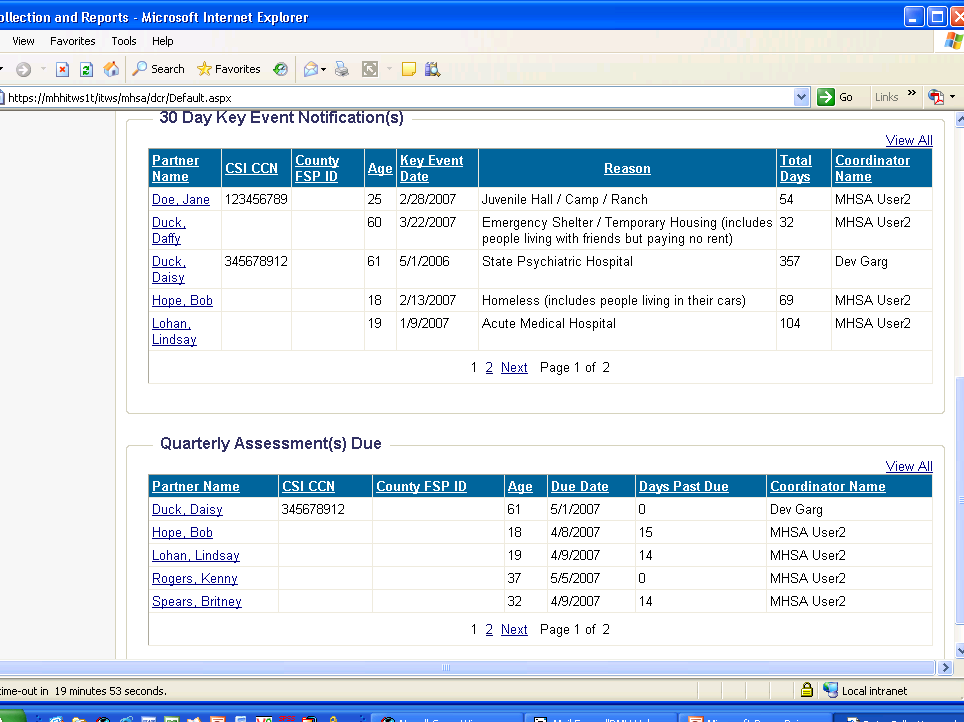 ollection and Reports - Microsoft Internet Explorer
View Favorites Tools Help
Search Favorites
https://mhhitws1t/itws/mhsa/dcr/Default.aspx Go Links »
30 Day Key Event Notification(s)
View All
Partner Name CSI CCN County FSP ID Age Key Event Date Reason Total Days Coordinator Name
Doe, Jane 123456789 25 2/28/2007 Juvenile Hall / Camp / Ranch 54 MHSA User2
Duck, 60 3/22/2007 Emergency Shelter / Temporary Housing (includes 32 MHSA User2
Daffy people living with friends but paying no rent)
Duck, 345678912 61 5/1/2006 State Psychiatric Hospital 357 Dev Garg
Daisy
Hope, Bob 18 2/13/2007 Homeless (includes people living in their cars) 69 MHSA User2
Lohan, 19 1/9/2007 Acute Medical Hospital 104 MHSA User2
Lindsay
1 2 Next Page 1 of 2
Quarterly Assessment(s) Due
View All
Partner Name CSI CCN County FSP ID Age Due Date Days Past Due Coordinator Name
Duck, Daisy 345678912 61 5/1/2007 0 Dev Garg
Hope, Bob 18 4/8/2007 15 MHSA User2
Lohan, Lindsay 19 4/9/2007 14 MHSA User2
Rogers, Kenny 37 5/5/2007 0 MHSA User2
Spears, Britney 32 4/9/2007 14 MHSA User2
1 2 Next Page 1 of 2
ime-out in 19 minutes 53 seconds. Local intranet